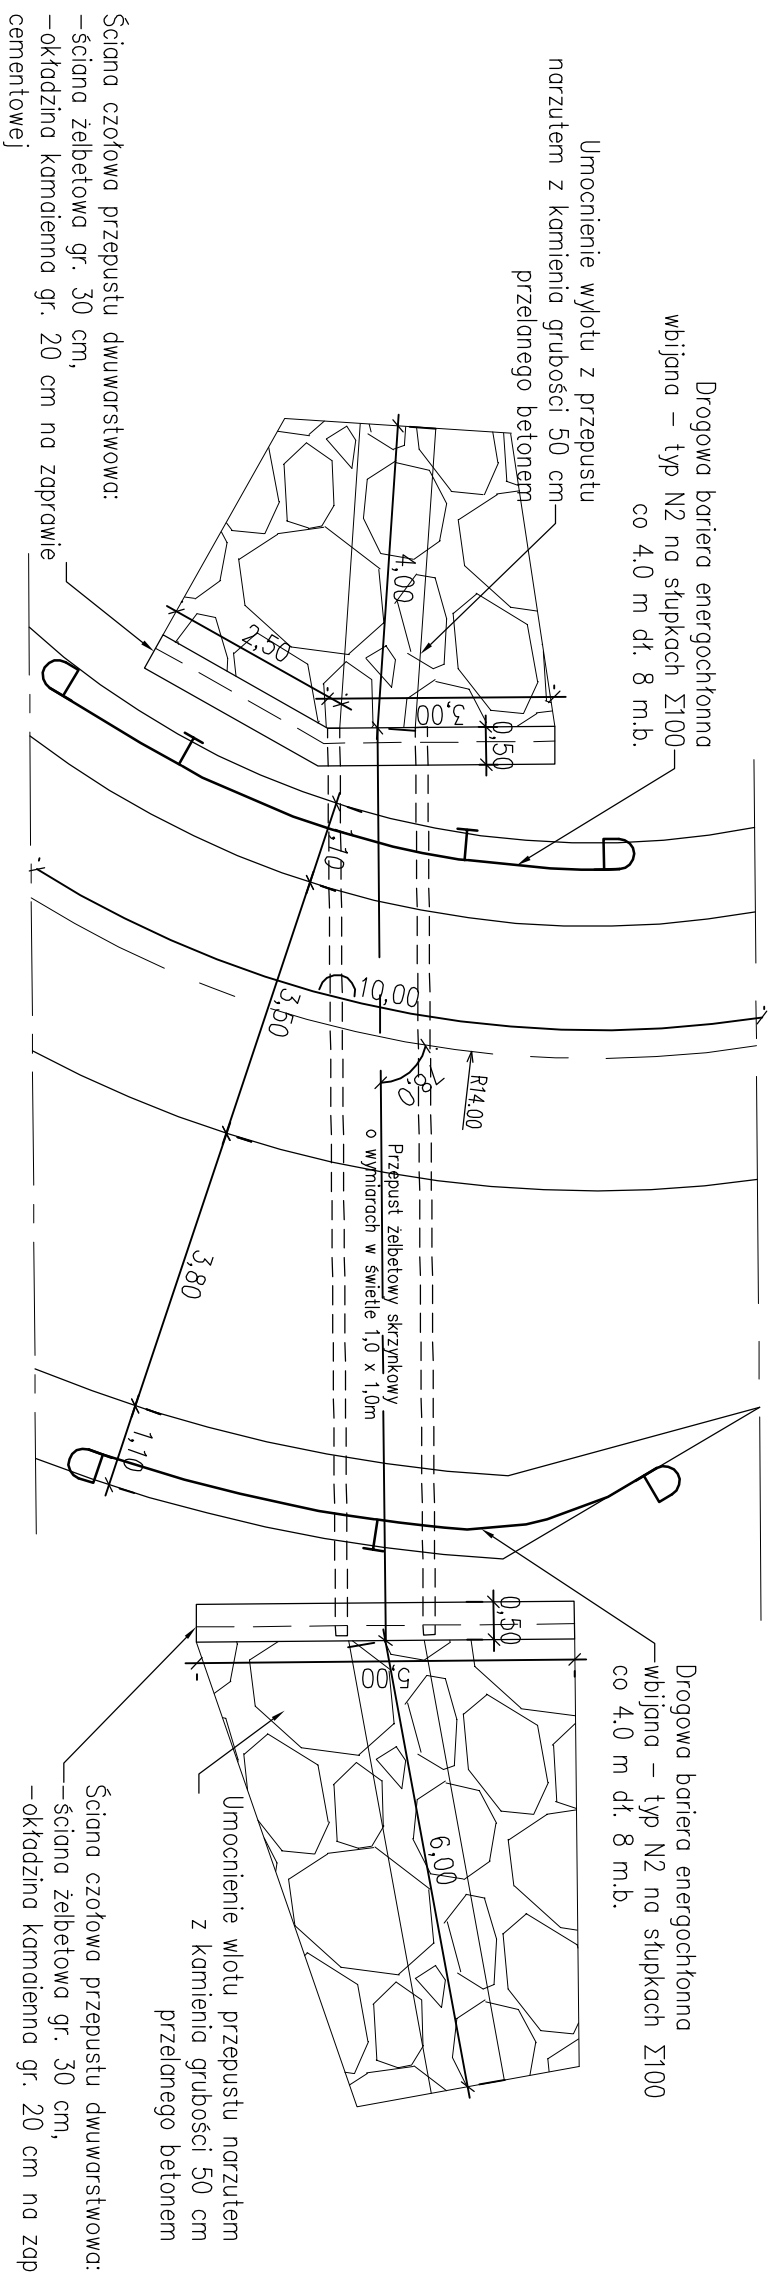 Ściana czołowa przepustu dwuwarstwowa:
-ściana żelbetowa gr. 30 cm,
-okładzina kamaienna gr. 20 cm na zaprawie
cementowej
Umocnienie wylotu z przepustu
narzutem z kamienia grubości 50 cm
przelanego betonem
Drogowa bariera energochłonna
wbijana - typ N2 na słupkach Σ100
co 4.0 m dł. 8 m.b.
4,00
2,50
3,00
0,50
1,10
10,00
3,50
R14.00
Przepust żelbetowy skrzynkowy
o wymiarach w świetle 1,0 x 1,0m
3,80
1,10
0,50
5,00
6,00
Drogowa bariera energochłonna
wbijana - typ N2 na słupkach Σ100
co 4.0 m dł. 8 m.b.
Umocnienie wlotu przepustu narzutem
z kamienia grubości 50 cm
przelanego betonem
Ściana czołowa przepustu dwuwarstwowa:
-ściana żelbetowa gr. 30 cm,
-okładzina kamaienna gr. 20 cm na zap